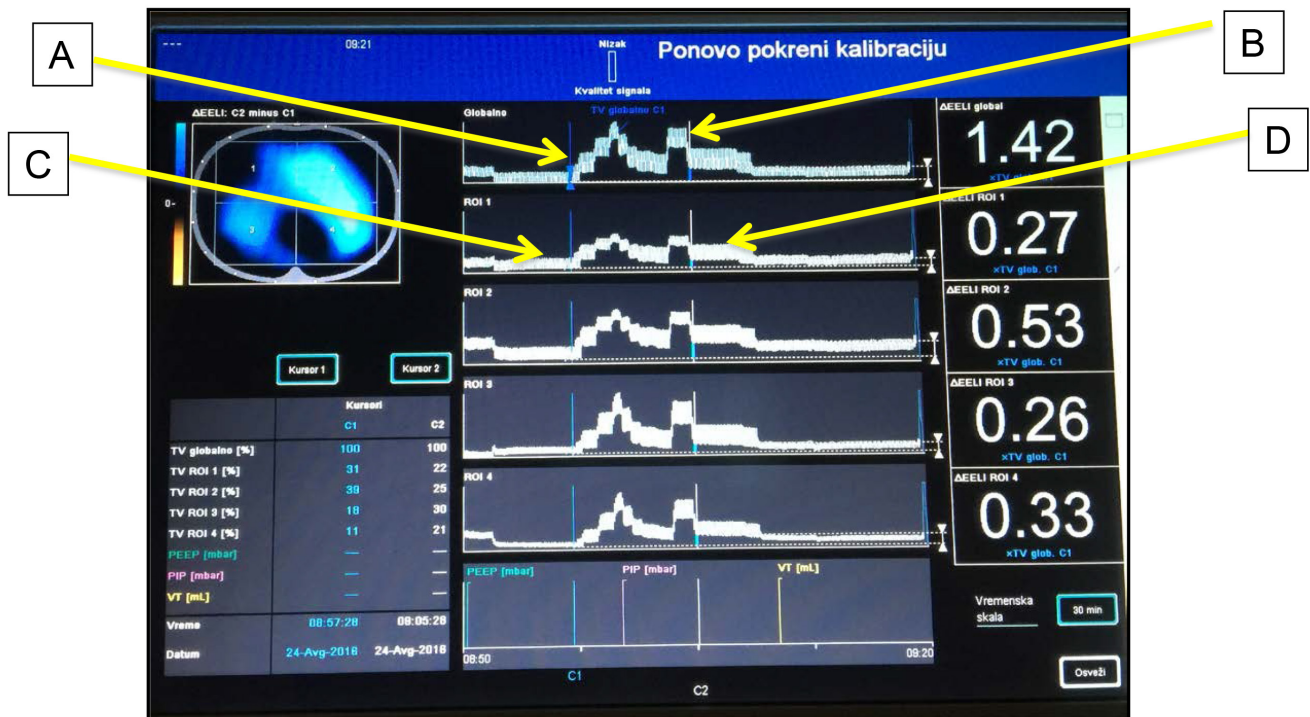 A
B
C
D
---
09:21
Nizak
Kvalitet signala
Ponovo pokreni kalibraciju
ΔEELI: C2 minus C1
0-
1
2
3
4
Kursor 1
Kursor 2
Kursori
C1 C2
TV globalno [%] 100 100
TV ROI 1 [%] 31 22
TV ROI 2 [%] 39 25
TV ROI 3 [%] 18 30
TV ROI 4 [%] 11 21
PEEP [mbar] — —
PIP [mbar] — —
VT [mL] — —
Vreme 08:57:28 09:05:28
Datum 24-Avg-2016 24-Avg-2016
Globalno
TV globalno C1
ROI 1
ROI 2
ROI 3
ROI 4
PEEP [mbar]
PIP [mbar]
VT [mL]
08:50
09:20
C1
C2
ΔEELI global
1.42
ΔEELI ROI 1
0.27
×TV glob. C1
ΔEELI ROI 2
0.53
×TV glob. C1
ΔEELI ROI 3
0.26
×TV glob. C1
ΔEELI ROI 4
0.33
×TV glob. C1
Vremenska
skala
30 min
Osveži